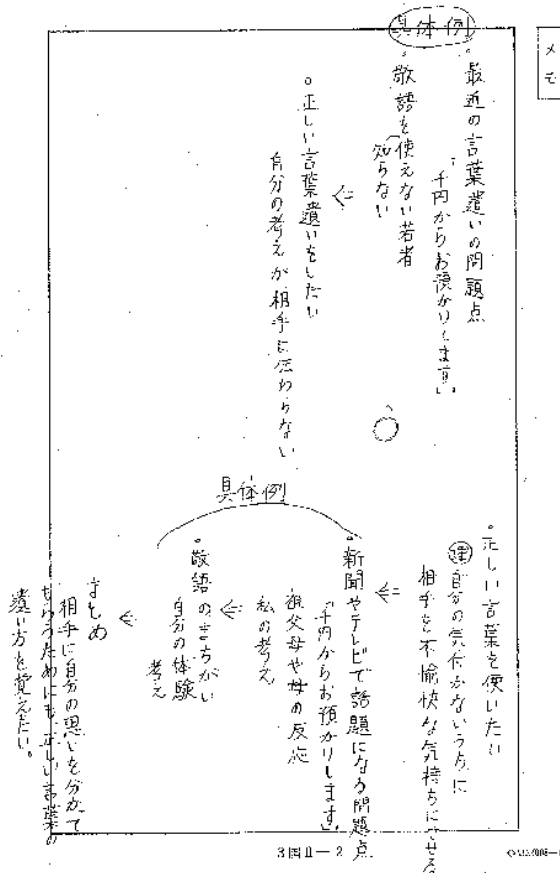 メモ
具体例
。最近の言葉遣いの問題点
「千円からお預かりします」。
。敬語を使えない若者
知らない
⇐
。正しい言葉遣いをしたい
自分の考えが相手に伝わらない
。正しい言葉を使いたい
理 自分の気付かないうちに
相手を不愉快な気持ちにさせる
⇐
具体例
。新聞やテレビで話題になる問題点
「千円からお預かりします」。
祖父母や母の反応
私の考え
⇐
。敬語のまちがい
自分の体験
考え
⇐
まとめ
相手に自分の思いを分かって
もらうためにも正しい言葉の
遣い方を覚えたい。
3国Ⅱ－2